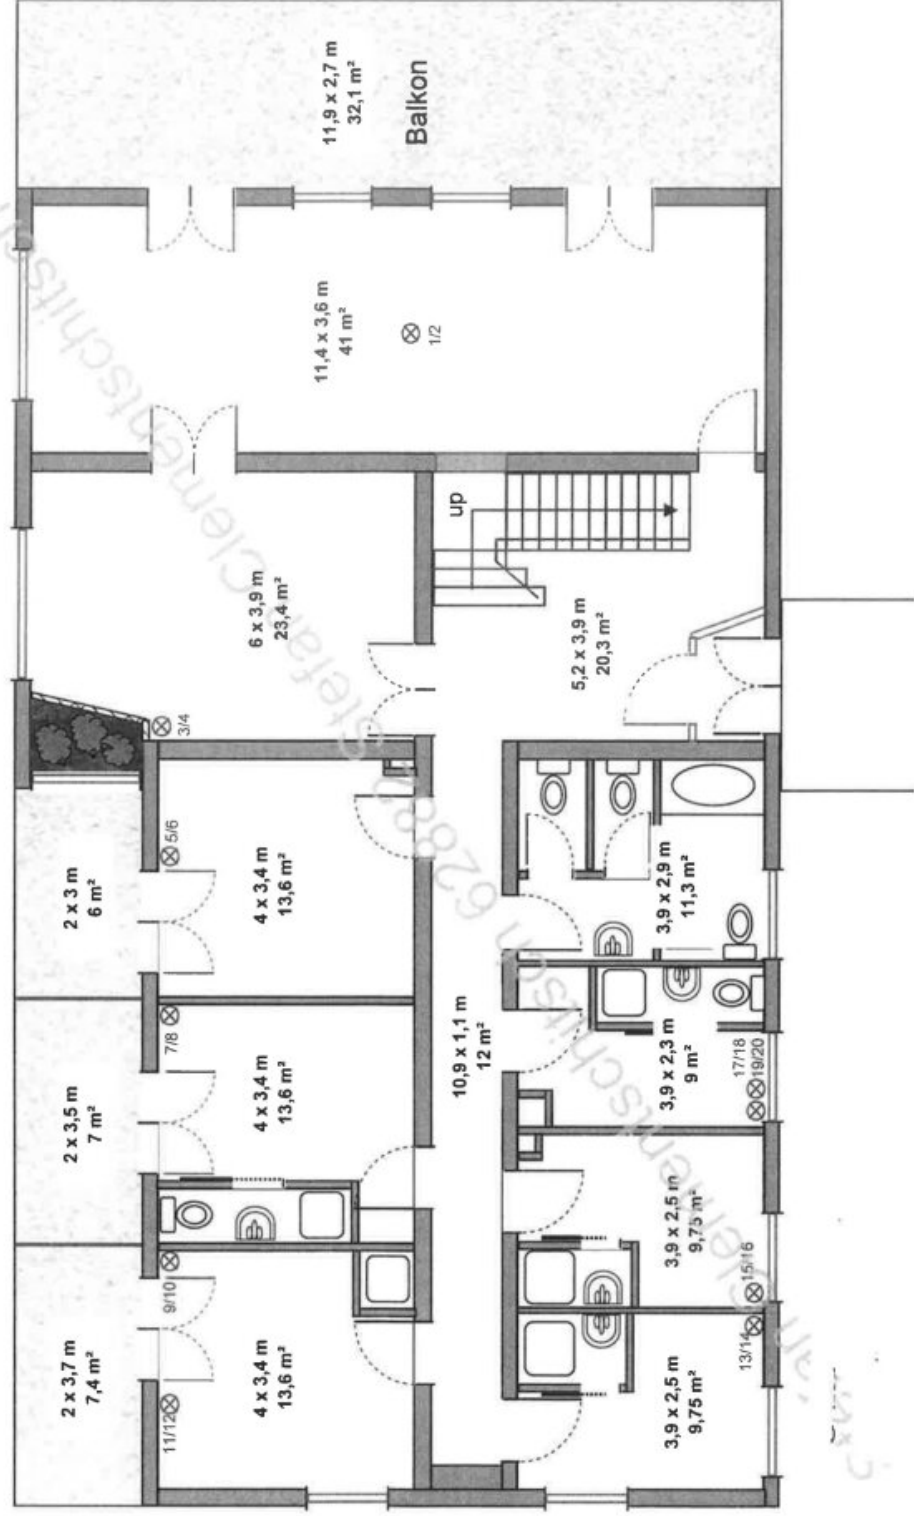 11,9 x 2,7 m
32,1 m²
Balkon
11,4 x 3,6 m
41 m²
1/2
6 x 3,9 m
23,4 m²
up
5,2 x 3,9 m
20,3 m²
3/4
2 x 3 m
6 m²
5/6
4 x 3,4 m
13,6 m²
3,9 x 2,9 m
11,3 m²
2 x 3,5 m
7 m²
7/8
4 x 3,4 m
13,6 m²
10,9 x 1,1 m
12 m²
3,9 x 2,3 m
9 m²
17/18
19/20
2 x 3,7 m
7,4 m²
9/10
11/12
4 x 3,4 m
13,6 m²
3,9 x 2,5 m
9,75 m²
15/16
13/14
3,9 x 2,5 m
9,75 m²
62882 Stefan Clementschitsch